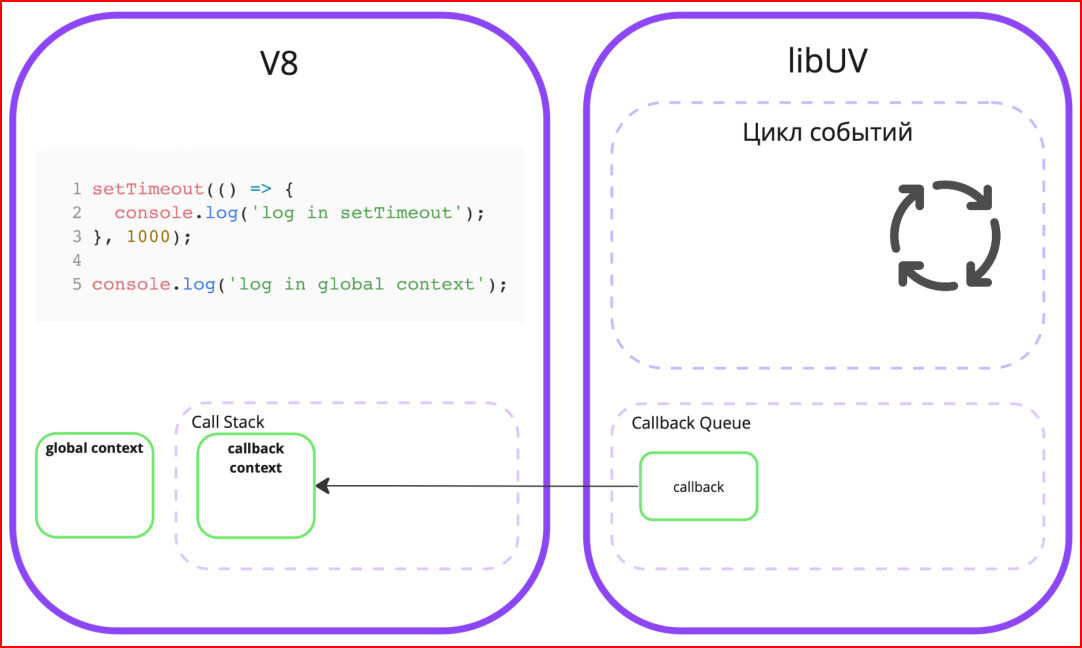 V8
libUV
Цикл событий
1 setTimeout(() => {
2   console.log('log in setTimeout');
3 }, 1000);
4
5 console.log('log in global context');
Call Stack
global context
callback
context
Callback Queue
callback